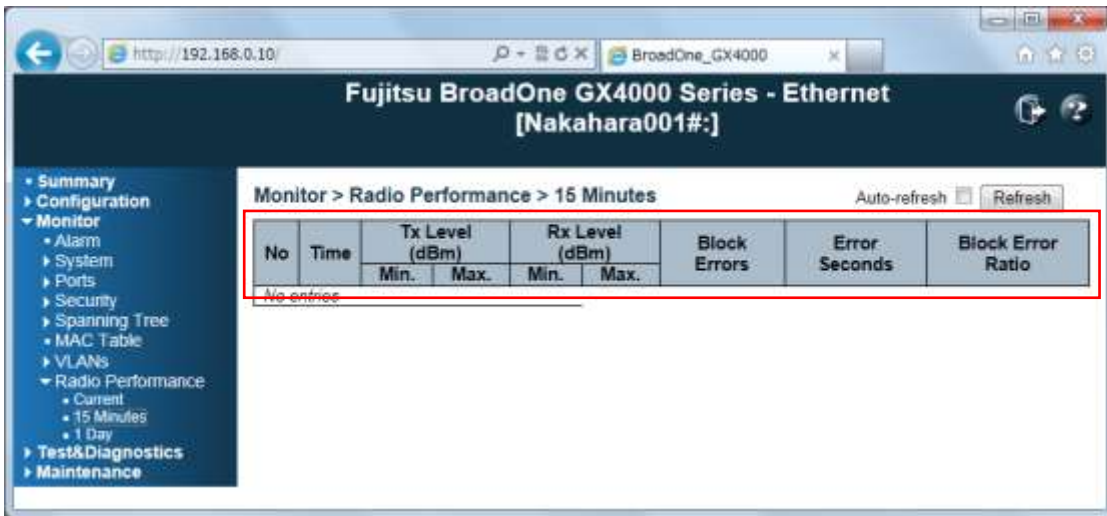 http://192.168.0.10/
BroadOne_GX4000
Fujitsu BroadOne GX4000 Series - Ethernet
[Nakahara001#:]
Summary
Configuration
Monitor
Alarm
System
Ports
Security
Spanning Tree
MAC Table
VLANs
Radio Performance
Current
15 Minutes
1 Day
Test&Diagnostics
Maintenance
Monitor > Radio Performance > 15 Minutes
Auto-refresh Refresh
No Time Tx Level (dBm) Rx Level (dBm) Block Errors Error Seconds Block Error Ratio
Min. Max. Min. Max.
No entries